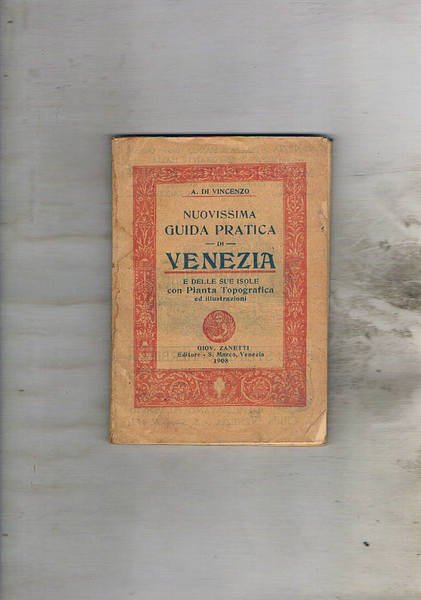 A. DI VINCENZO
NUOVISSIMA
GUIDA PRATICA
— DI —
VENEZIA
E DELLE SUE ISOLE
con Pianta Topografica
ed illustrazioni
GIOV. ZANETTI
Editore - S. Marco, Venezia
1908